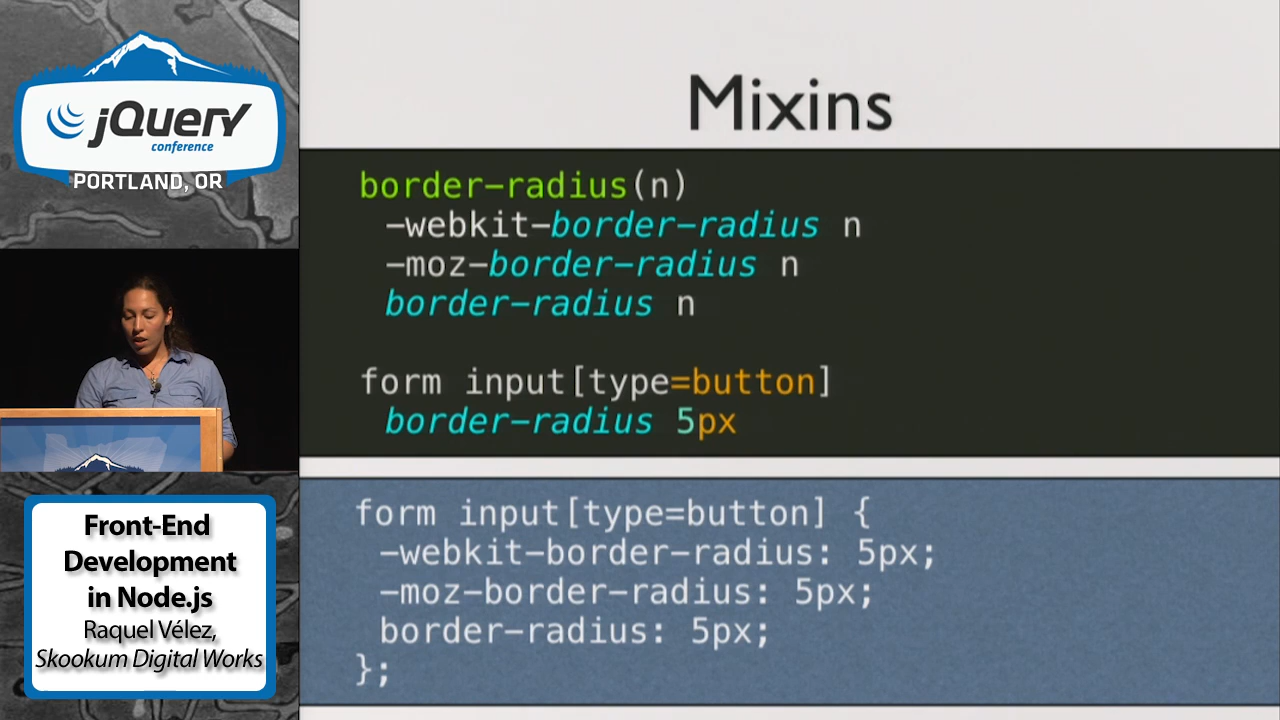 jQuery
conference
PORTLAND, OR
Front-End
Development
in Node.js
Raquel Vélez,
Skookum Digital Works
Mixins
border-radius(n)
-webkit-border-radius n
-moz-border-radius n
border-radius n
form input[type=button]
border-radius 5px
form input[type=button] {
-webkit-border-radius: 5px;
-moz-border-radius: 5px;
border-radius: 5px;
};